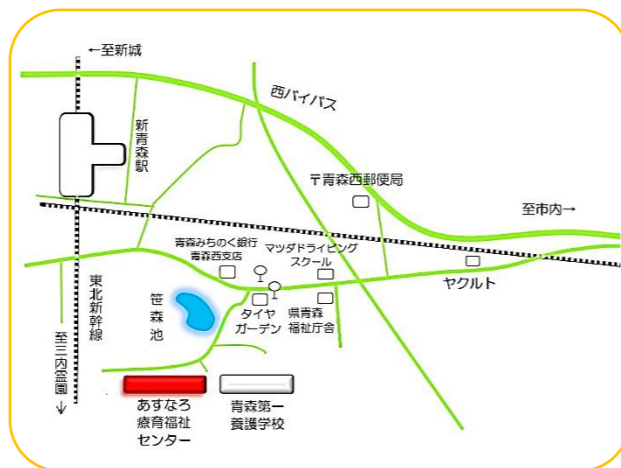 ←至新城
西バイパス
新青森駅
〒青森西郵便局
至市内→
青森みちのく銀行
青森西支店
マツダドライビング
スクール
ヤクルト
東北新幹線
笹森池
タイヤ
ガーデン
県青森
福祉庁舎
至三内霊園→
あすなろ
療育福祉
センター
青森第一
養護学校